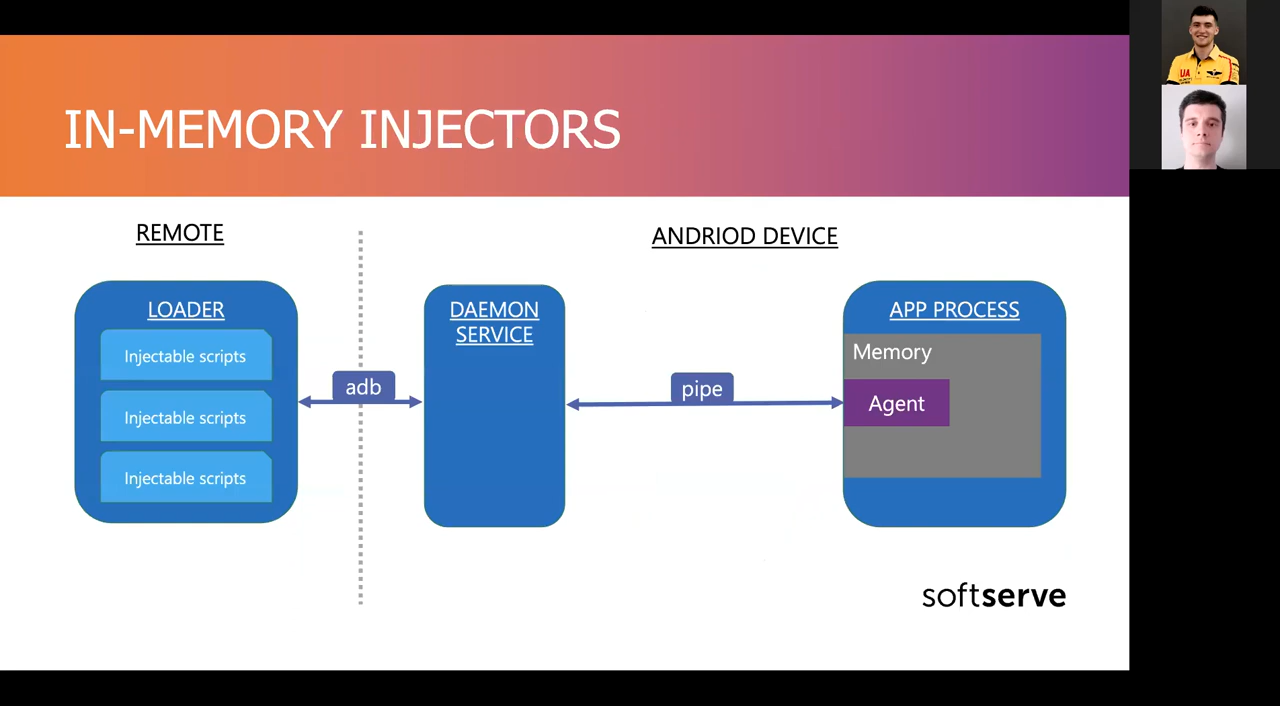 IN-MEMORY INJECTORS
REMOTE
ANDRIOD DEVICE
LOADER
Injectable scripts
Injectable scripts
Injectable scripts
adb
DAEMON
SERVICE
pipe
APP PROCESS
Memory
Agent
softserve
UA